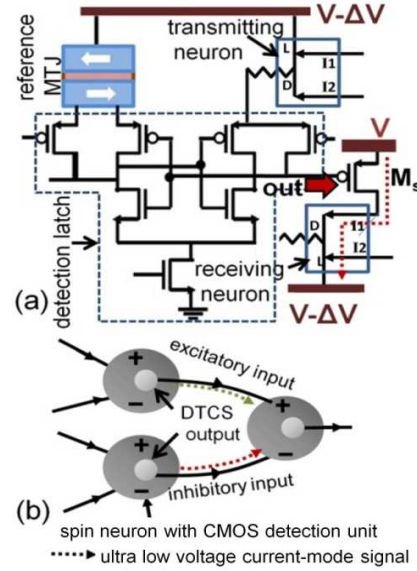 (a)
reference
MTJ
transmitting
neuron
V-ΔV
L
D
I1
I2
V
out
detection latch
receiving
neuron
D
L
I1
I2
V-ΔV
(b)
+
−
+
−
+
−
excitatory input
DTCS
output
inhibitory input
spin neuron with CMOS detection unit
ultra low voltage current-mode signal